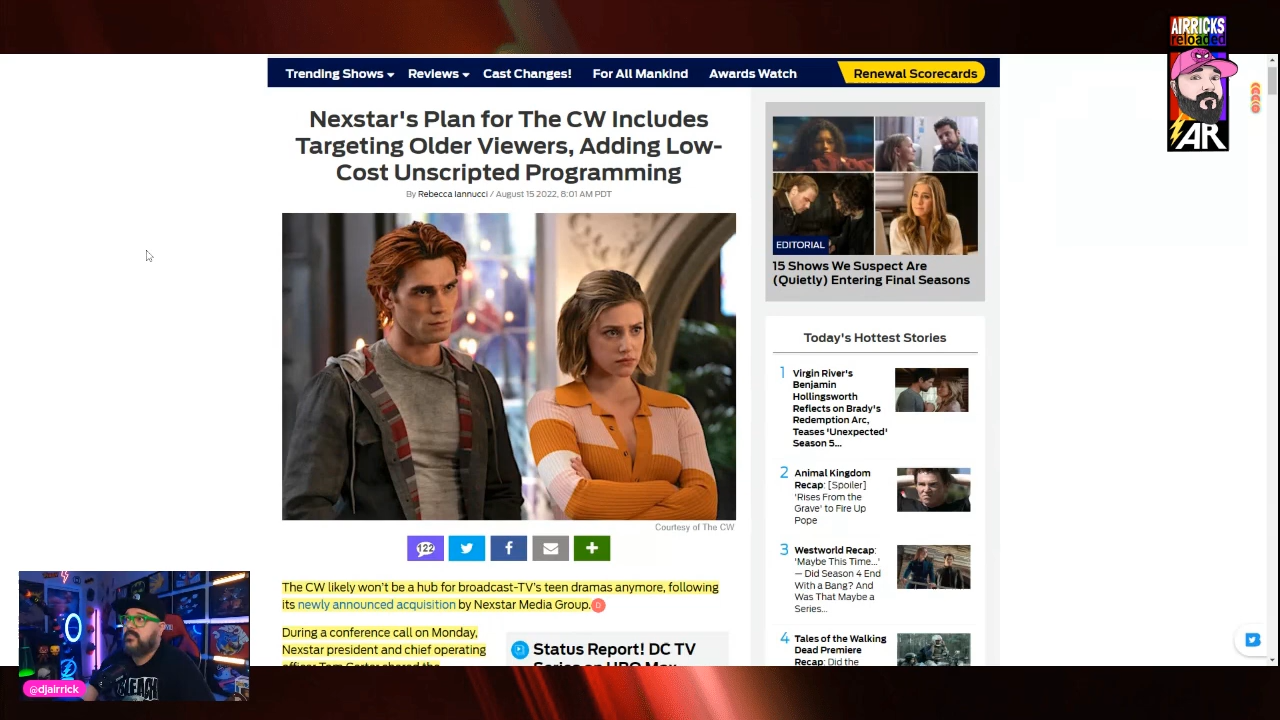 AIRRICKS
reloaded
AR
Trending Shows
Reviews
Cast Changes!
For All Mankind
Awards Watch
Renewal Scorecards
Nexstar's Plan for The CW Includes
Targeting Older Viewers, Adding Low-
Cost Unscripted Programming
By Rebecca Iannucci / August 15 2022, 8:01 AM PDT
Courtesy of The CW
122
The CW likely won't be a hub for broadcast-TV's teen dramas anymore, following
its newly announced acquisition by Nexstar Media Group.
During a conference call on Monday,
Nexstar president and chief operating
Status Report! DC TV
EDITORIAL
15 Shows We Suspect Are
(Quietly) Entering Final Seasons
Today's Hottest Stories
1 Virgin River's
Benjamin
Hollingsworth
Reflects on Brady's
Redemption Arc,
Teases 'Unexpected'
Season 5...
2 Animal Kingdom
Recap: [Spoiler]
'Rises From the
Grave' to Fire Up
Pope
3 Westworld Recap:
'Maybe This Time...'
— Did Season 4 End
With a Bang? And
Was That Maybe a
Series...
4 Tales of the Walking
Dead Premiere
Recap: Did the
@djairrick